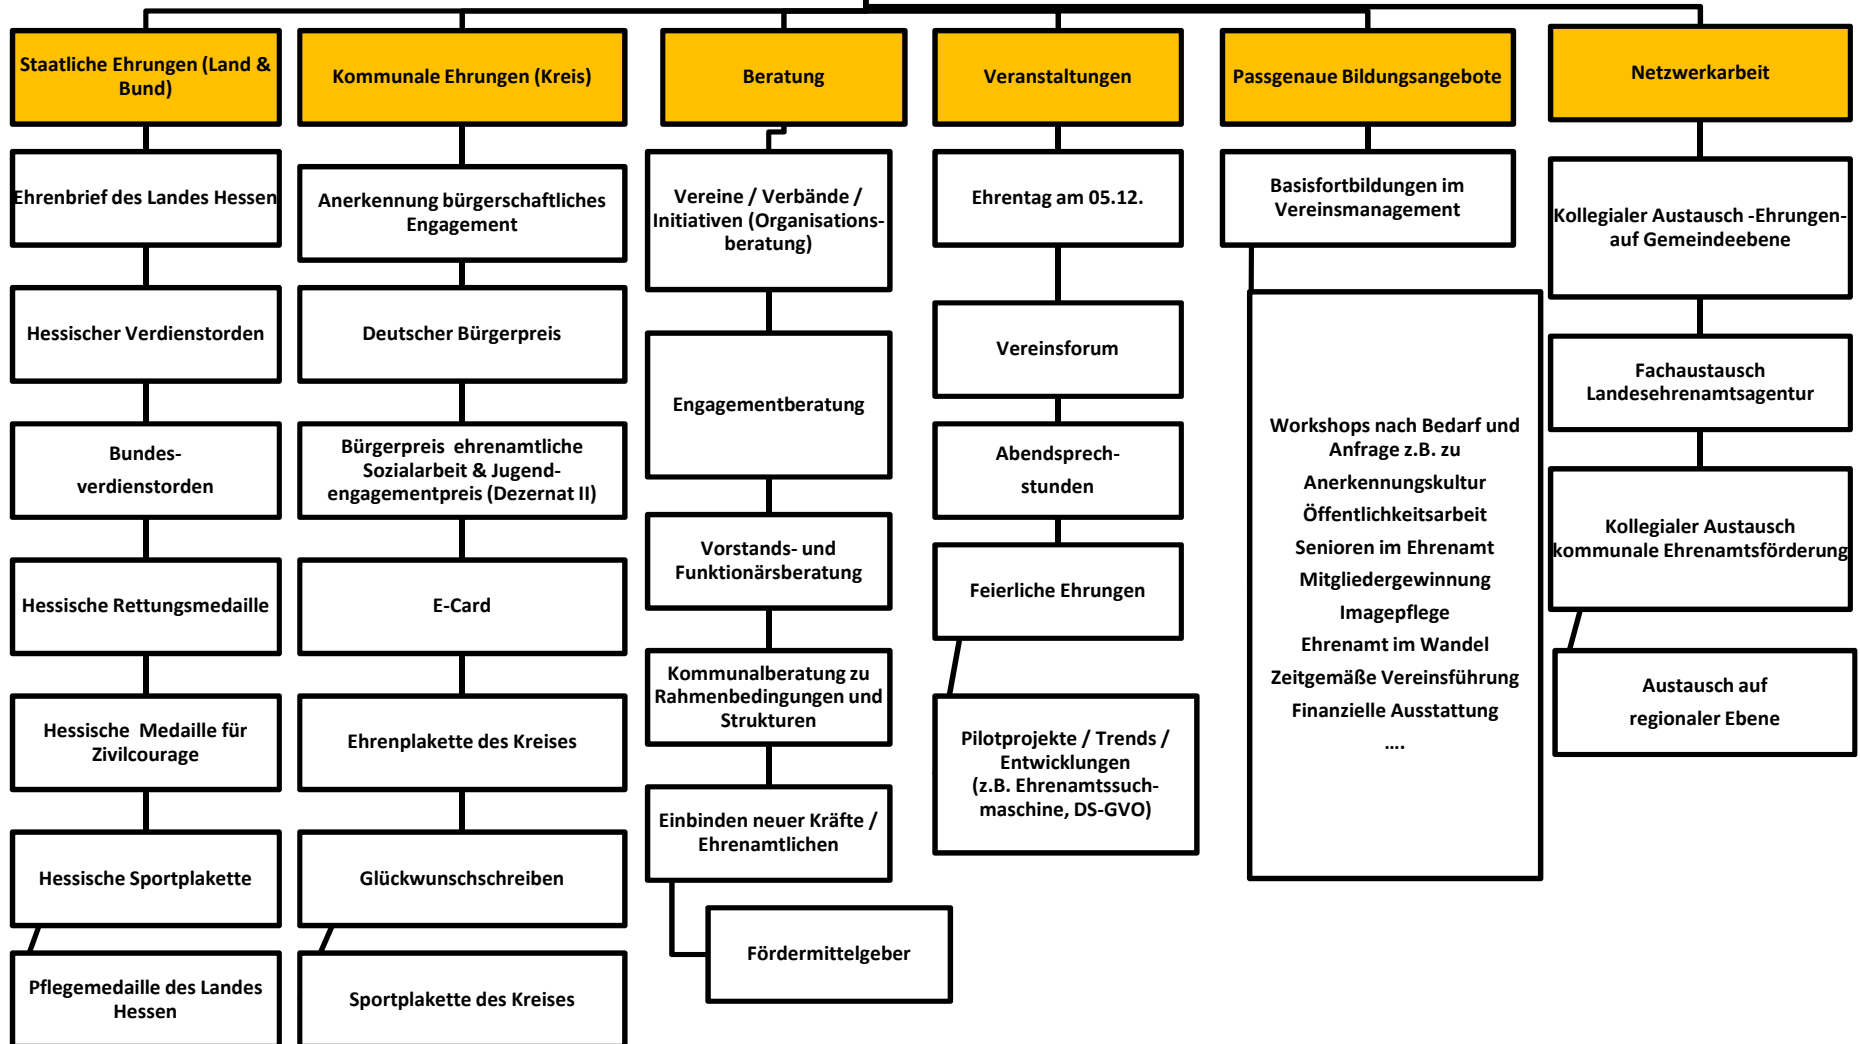 Staatliche Ehrungen (Land &
Bund)
Ehrenbrief des Landes Hessen
Hessischer Verdienstorden
Bundes-
verdienstorden
Hessische Rettungsmedaille
Hessische Medaille für
Zivilcourage
Hessische Sportplakette
Pflegemedaille des Landes
Hessen
Kommunale Ehrungen (Kreis)
Anerkennung bürgerschaftliches
Engagement
Deutscher Bürgerpreis
Bürgerpreis ehrenamtliche
Sozialarbeit & Jugend-
engagementpreis (Dezernat II)
E-Card
Ehrenplakette des Kreises
Glückwunschschreiben
Sportplakette des Kreises
Beratung
Vereine / Verbände /
Initiativen (Organisations-
beratung)
Engagementberatung
Vorstands- und
Funktionärsberatung
Kommunalberatung zu
Rahmenbedingungen und
Strukturen
Einbinden neuer Kräfte /
Ehrenamtlichen
Fördermittelgeber
Veranstaltungen
Ehrentag am 05.12.
Vereinsforum
Abendsprech-
stunden
Feierliche Ehrungen
Pilotprojekte / Trends /
Entwicklungen
(z.B. Ehrenamtssuch-
maschine, DS-GVO)
Passgenaue Bildungsangebote
Basisfortbildungen im
Vereinsmanagement
Workshops nach Bedarf und
Anfrage z.B. zu
Anerkennungskultur
Öffentlichkeitsarbeit
Senioren im Ehrenamt
Mitgliedergewinnung
Imagepflege
Ehrenamt im Wandel
Zeitgemäße Vereinsführung
Finanzielle Ausstattung
....
Netzwerkarbeit
Kollegialer Austausch -Ehrungen-
auf Gemeindeebene
Fachaustausch
Landesehrenamtsagentur
Kollegialer Austausch
kommunale Ehrenamtsförderung
Austausch auf
regionaler Ebene